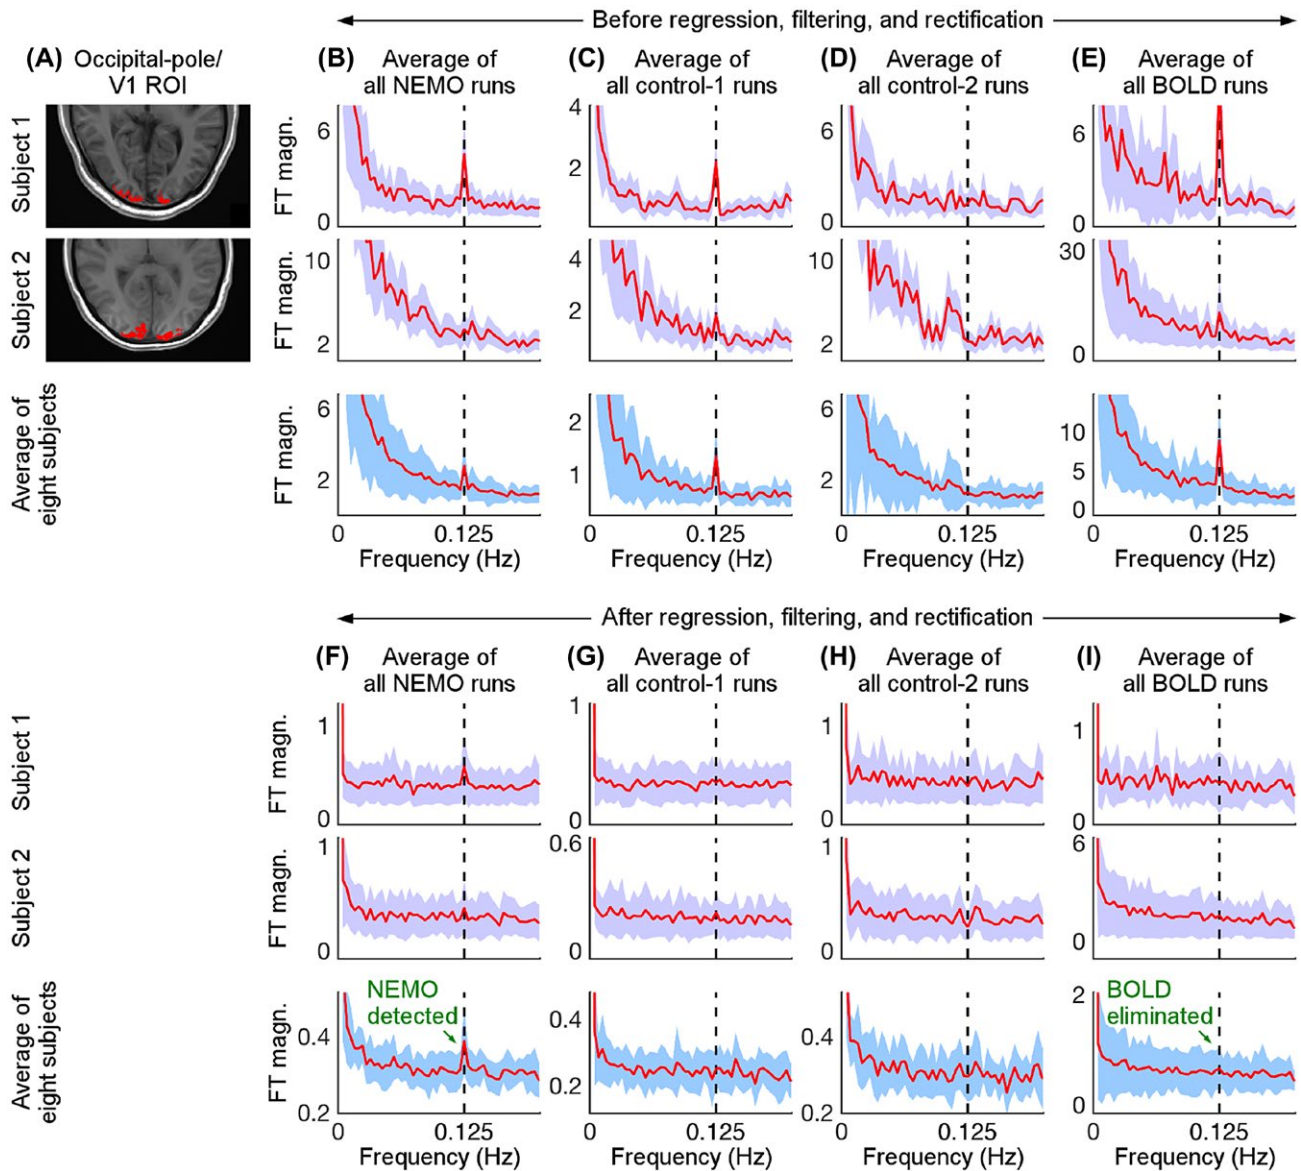 Before regression, filtering, and rectification
(A) Occipital-pole/
V1 ROI
(B) Average of
all NEMO runs
(C) Average of
all control-1 runs
(D) Average of
all control-2 runs
(E) Average of
all BOLD runs
Subject 1
FT magn.
6
0
4
2
6
0
6
0
Subject 2
FT magn.
10
2
4
2
10
2
30
0
Average of
eight subjects
FT magn.
6
2
2
1
6
2
10
5
0
0
0.125
0
0.125
0
0.125
0
0.125
Frequency (Hz)
Frequency (Hz)
Frequency (Hz)
Frequency (Hz)
After regression, filtering, and rectification
(F) Average of
all NEMO runs
(G) Average of
all control-1 runs
(H) Average of
all control-2 runs
(I) Average of
all BOLD runs
Subject 1
FT magn.
1
0
1
0
1
0
1
0
Subject 2
FT magn.
1
0
0.6
0
1
0
6
0
Average of
eight subjects
FT magn.
0.4
0.2
NEMO
detected
0.4
0.2
0.4
0.2
2
1
0
BOLD
eliminated
0
0.125
0
0.125
0
0.125
0
0.125
Frequency (Hz)
Frequency (Hz)
Frequency (Hz)
Frequency (Hz)